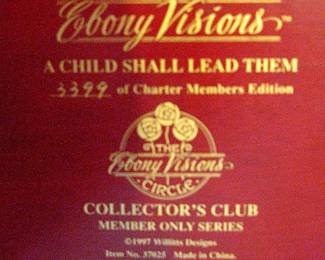 Ebony Visions™
A CHILD SHALL LEAD THEM
3399 of Charter Members Edition
THE
Ebony Visions
CIRCLE
COLLECTOR'S CLUB
MEMBER ONLY SERIES
©1997 Willitts Designs
Item No. 37025 Made in China.